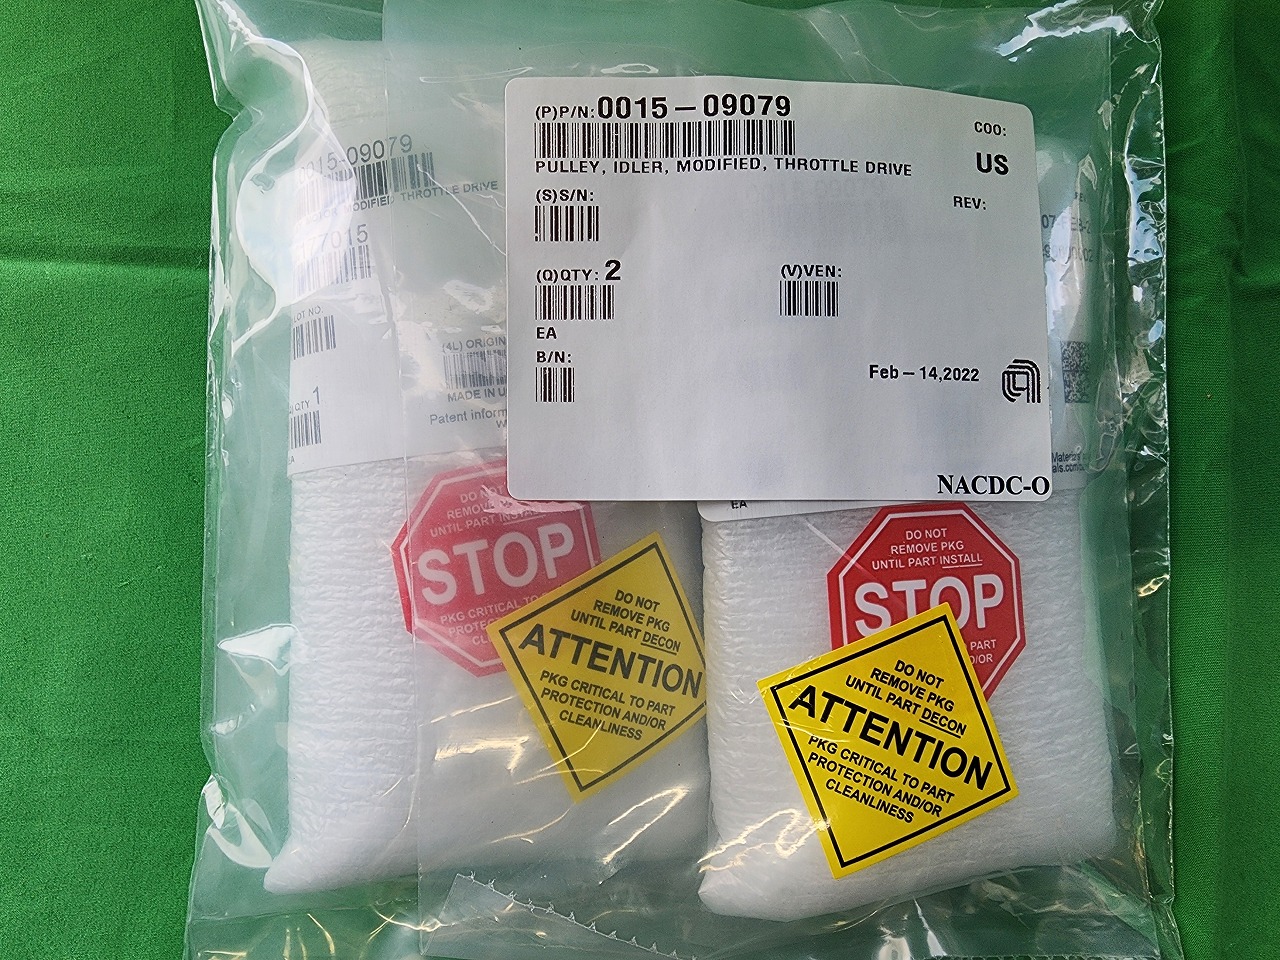 (P)P/N:0015-09079
COO:
US
PULLEY, IDLER, MODIFIED, THROTTLE DRIVE
(S)S/N:
REV:
(Q)QTY: 2
(V)VEN:
EA
B/N:
Feb-14,2022
NACDC-O
15-09079
MODIFIED THROTTLE DRIVE
77015
LOT NO:
(4L) ORIGIN
MADE IN U
Patent inform
QTY 1
EA
DO NOT
REMOVE PKG
UNTIL PART INSTALL
STOP
PKG CRITICAL TO
DO NOT
REMOVE PKG
UNTIL PART DECON
ATTENTION
PKG CRITICAL TO PART
PROTECTION AND/OR
CLEANLINESS
DO NOT
REMOVE PKG
UNTIL PART INSTALL
STOP
PART
D/OR
DO NOT
REMOVE PKG
UNTIL PART DECON
ATTENTION
PKG CRITICAL TO PART
PROTECTION AND/OR
CLEANLINESS